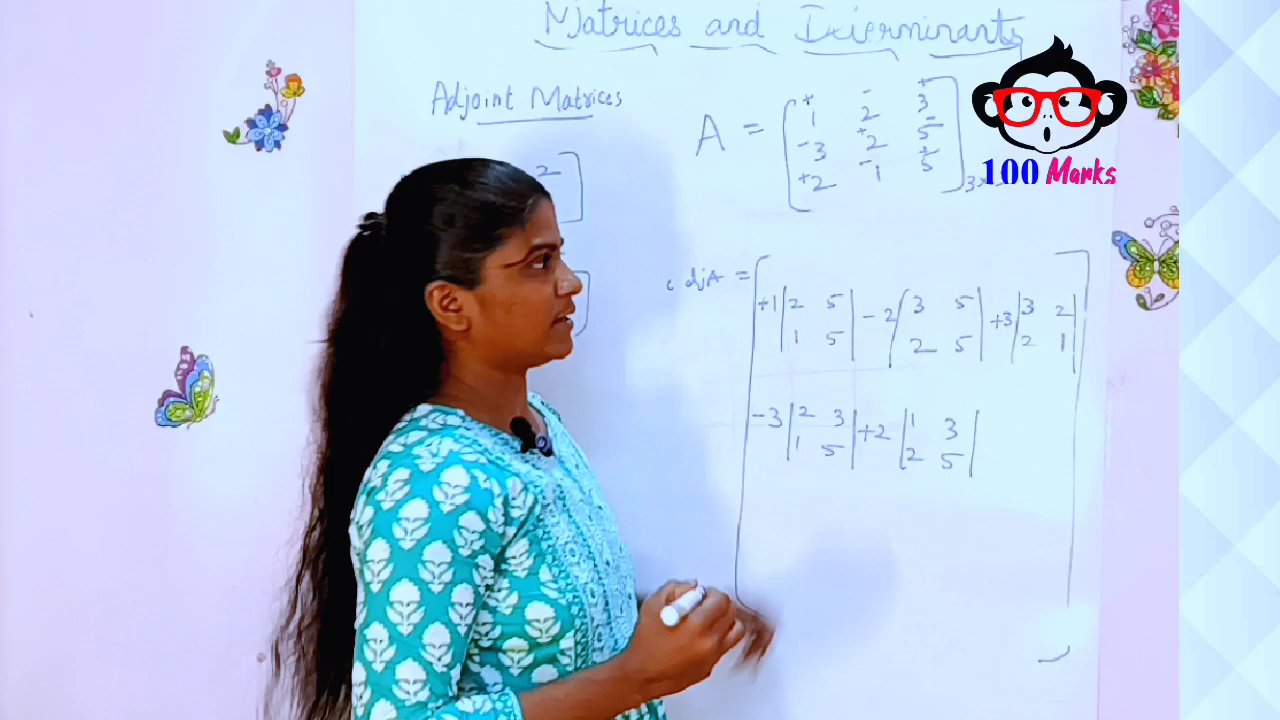 Matrices and Determinants
Adjoint Matrices
2
A = [ +1 -2 +3
-3 +2 -5
+2 -1 +5 ]
100 Marks
adjA = [ +1 |2 5| -2 |3 5| +3 |3 2|
|1 5| |2 5| |2 1|
-3 |2 3| +2 |1 3|
|1 5| |2 5|